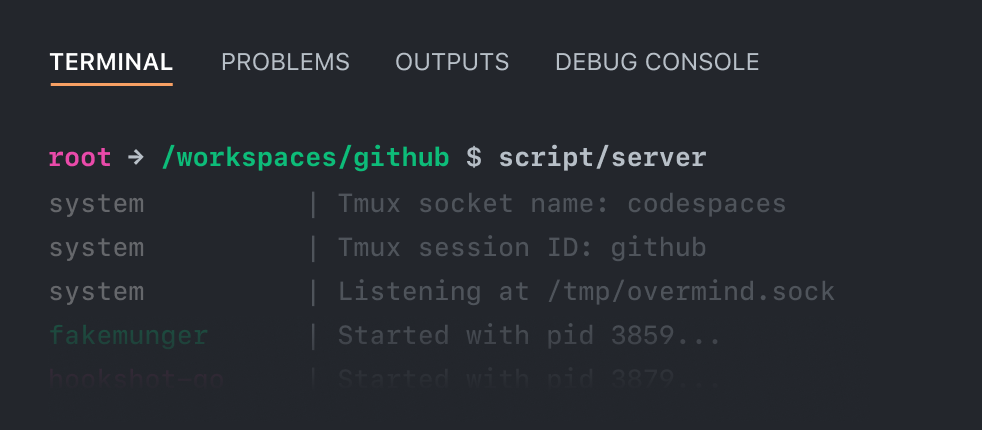 TERMINAL PROBLEMS OUTPUTS DEBUG CONSOLE
root → /workspaces/github $ script/server
system | Tmux socket name: codespaces
system | Tmux session ID: github
system | Listening at /tmp/overmind.sock
fakemunger | Started with pid 3859...
hookshot-go | Started with pid 3879...